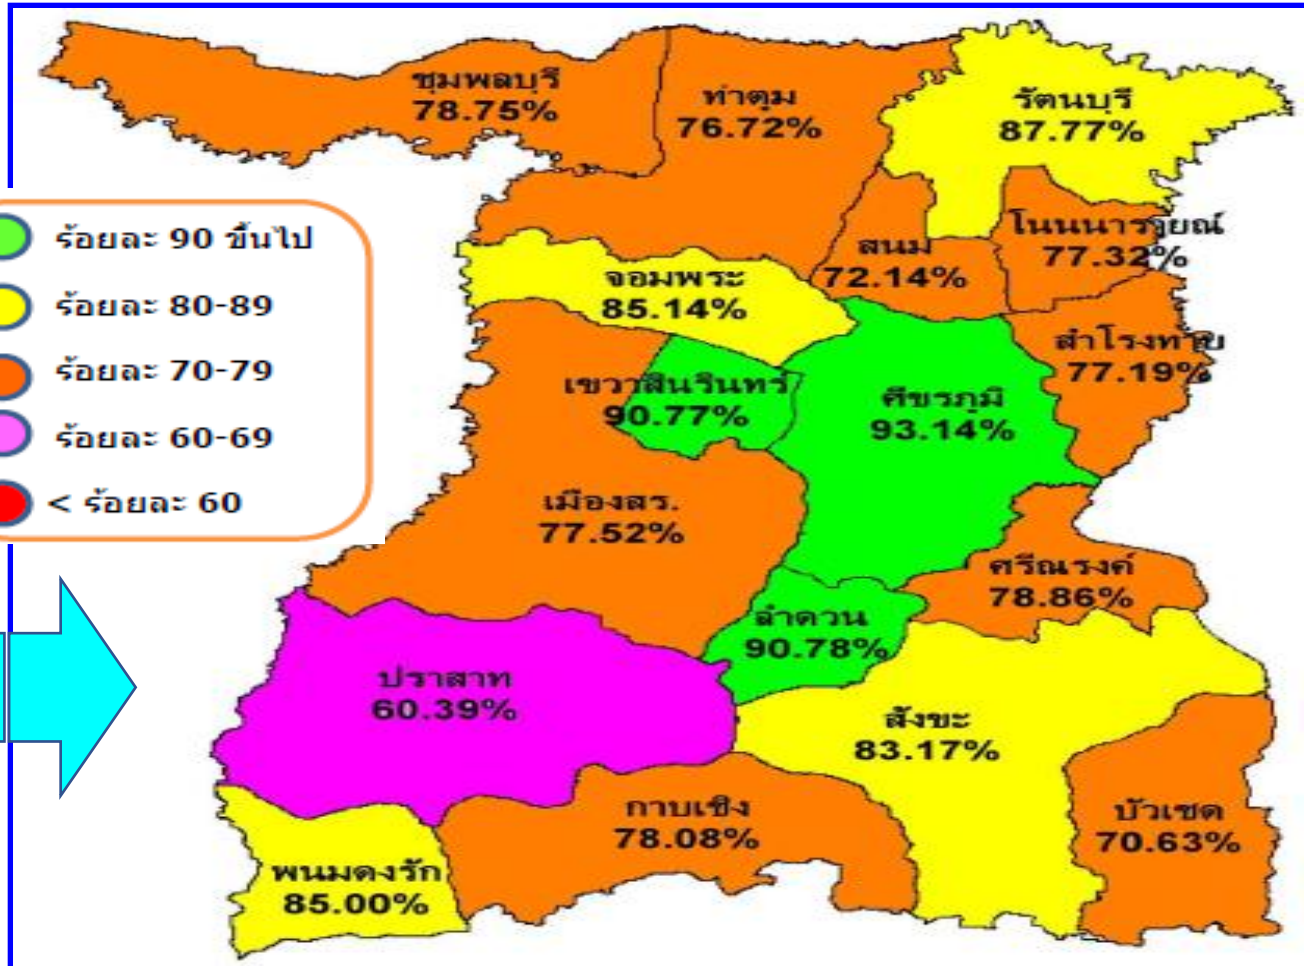 ชุมพลบุรี
78.75%
ท่าตูม
76.72%
รัตนบุรี
87.77%
ร้อยละ 90 ขึ้นไป
ร้อยละ 80-89
ร้อยละ 70-79
ร้อยละ 60-69
< ร้อยละ 60
สนม
72.14%
โนนนารายณ์
77.32%
จอมพระ
85.14%
สำโรงทาบ
77.19%
เขวาสินรินทร์
90.77%
ศีขรภูมิ
93.14%
เมืองสร.
77.52%
ศรีณรงค์
78.86%
ลำดวน
90.78%
ปราสาท
60.39%
สังขะ
83.17%
กาบเชิง
78.08%
บัวเชด
70.63%
พนมดงรัก
85.00%